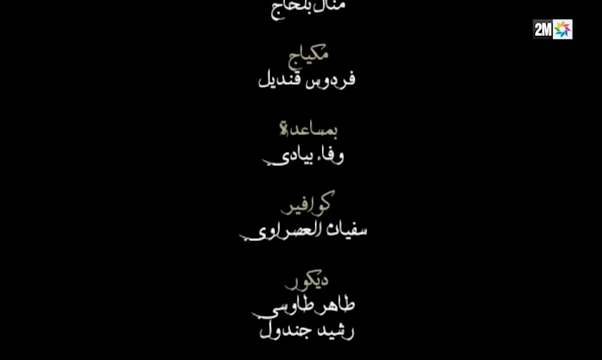 منال بلحاج
2M
مكياج
فردوس قنديل
بمساعدة
وفاء بيادي
كوافير
سفيان العصراوي
ديكور
طاهر طاوسي
رشيد جندول